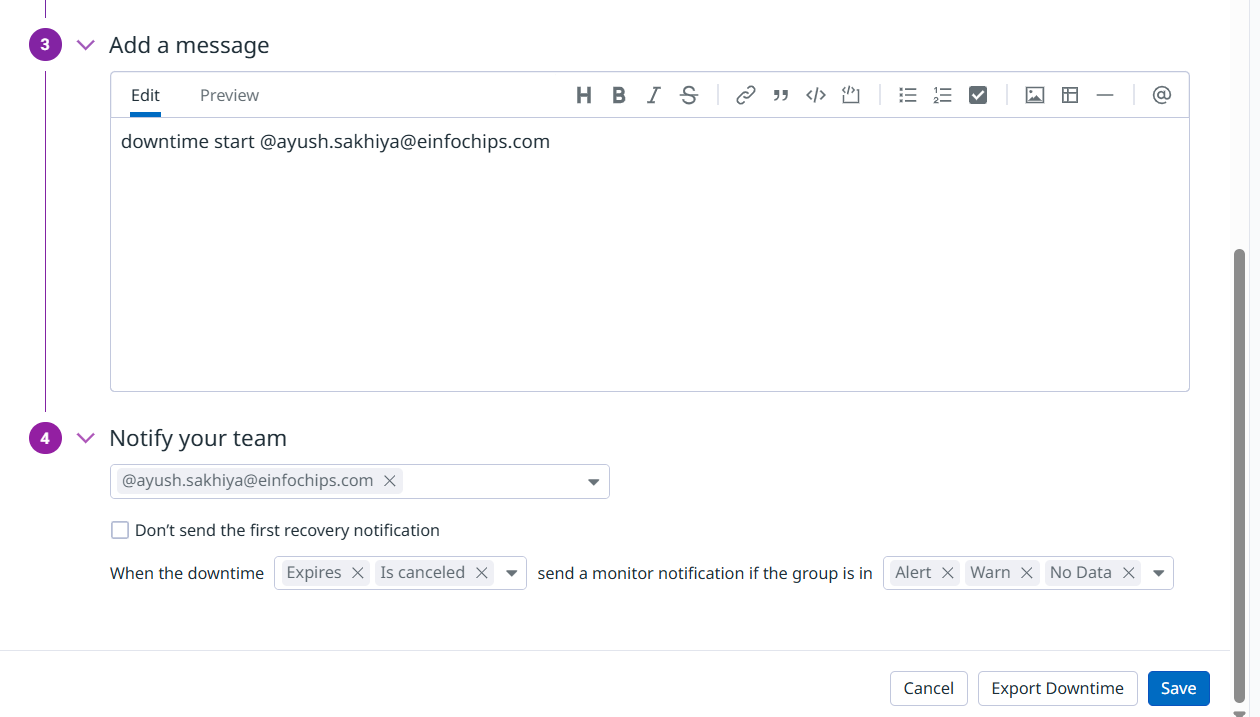 3 Add a message
Edit Preview H B I S @
downtime start @ayush.sakhiya@einfochips.com
4 Notify your team
@ayush.sakhiya@einfochips.com
Don’t send the first recovery notification
When the downtime Expires Is canceled send a monitor notification if the group is in Alert Warn No Data
Cancel Export Downtime Save